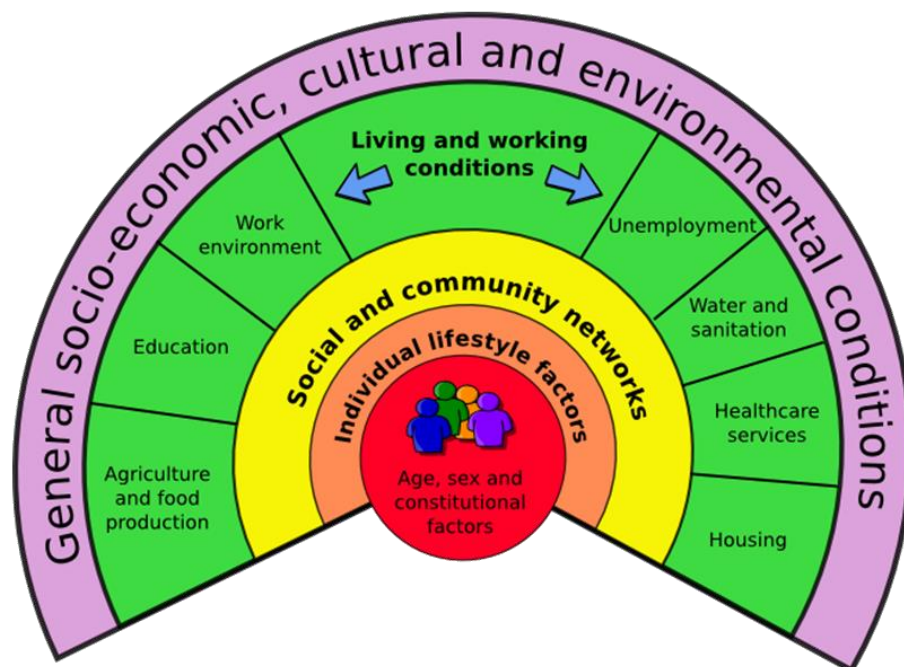 General socio-economic, cultural and environmental conditions
Living and working
conditions
Work
environment
Unemployment
Education
Water and
sanitation
Agriculture
and food
production
Healthcare
services
Housing
Social and community networks
Individual lifestyle factors
Age, sex and
constitutional
factors